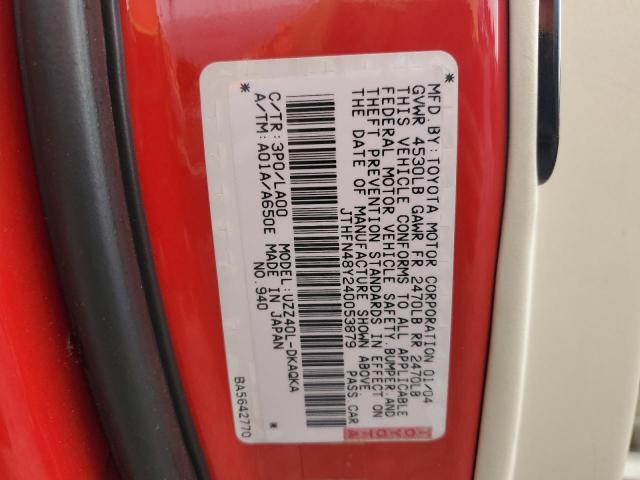 MFD. BY: TOYOTA MOTOR CORPORATION 01/04
GVWR 4530LB GAWR FR 2470LB RR 2470LB
THIS VEHICLE CONFORMS TO ALL APPLICABLE
FEDERAL MOTOR VEHICLE SAFETY, BUMPER, AND
THEFT PREVENTION STANDARDS IN EFFECT ON
THE DATE OF MANUFACTURE SHOWN ABOVE.
JTHFN48Y240053879 PASS.CAR
* *
C/TR: 3P0/LA00 MODEL: UZZ40L-DKAQKA
A/TM: A01A/A650E MADE IN JAPAN
NO. 940
BA5642770
TOYOTA